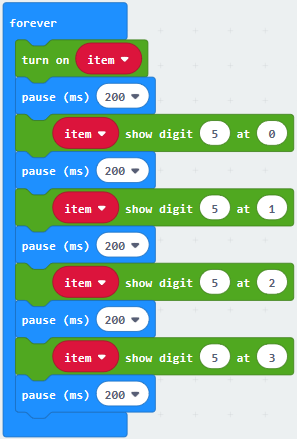 forever
turn on item
pause (ms) 200
item show digit 5 at 0
pause (ms) 200
item show digit 5 at 1
pause (ms) 200
item show digit 5 at 2
pause (ms) 200
item show digit 5 at 3
pause (ms) 200